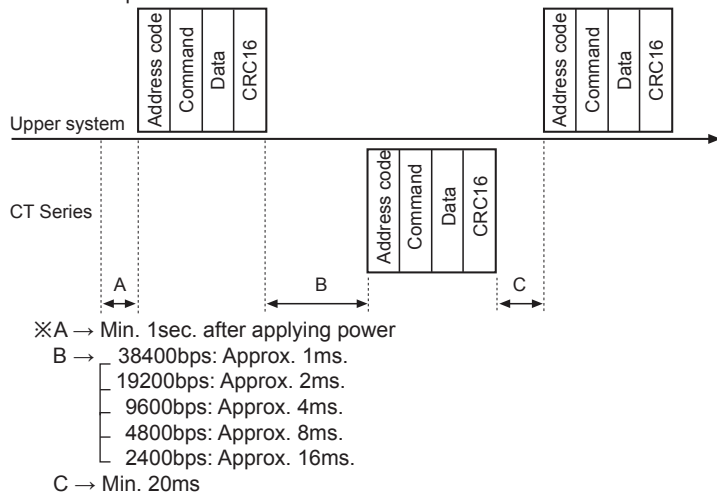 Address code
Command
Data
CRC16
Address code
Command
Data
CRC16
Upper system
Address code
Command
Data
CRC16
CT Series
A
B
C
※A → Min. 1sec. after applying power
B → 38400bps: Approx. 1ms.
19200bps: Approx. 2ms.
9600bps: Approx. 4ms.
4800bps: Approx. 8ms.
2400bps: Approx. 16ms.
C → Min. 20ms